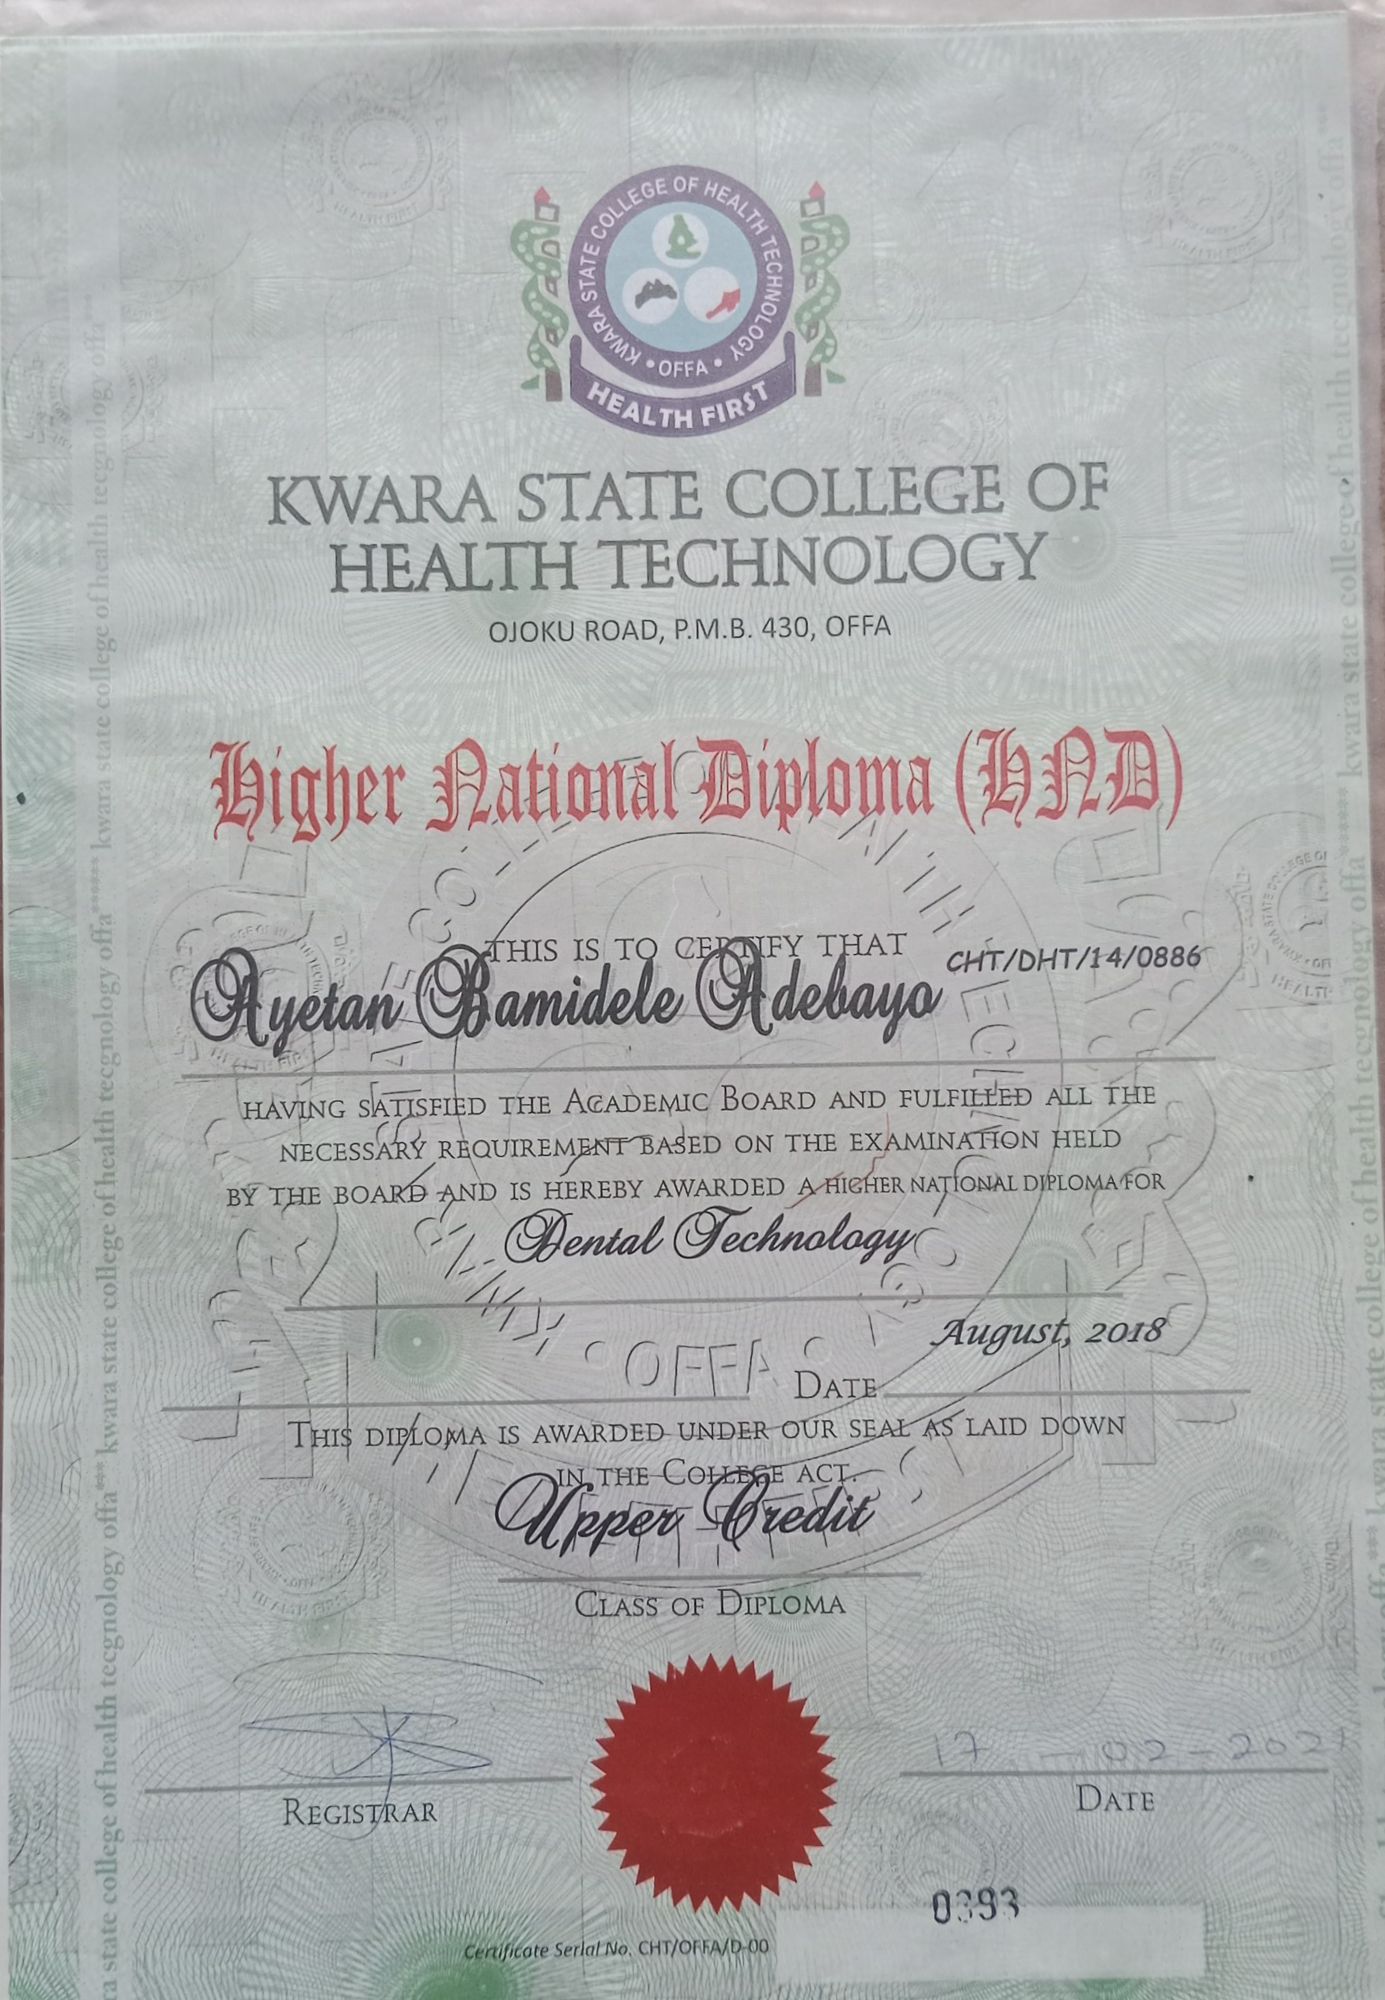 KWARA STATE COLLEGE OF HEALTH TECHNOLOGY
• OFFA •
HEALTH FIRST
KWARA STATE COLLEGE OF
HEALTH TECHNOLOGY
OJOKU ROAD, P.M.B. 430, OFFA
Higher National Diploma (HND)
THIS IS TO CERTIFY THAT
CHT/DHT/14/0886
Ayetan Bamidele Adebayo
HAVING SATISFIED THE ACADEMIC BOARD AND FULFILLED ALL THE
NECESSARY REQUIREMENT BASED ON THE EXAMINATION HELD
BY THE BOARD AND IS HEREBY AWARDED A HIGHER NATIONAL DIPLOMA FOR
Dental Technology
August, 2018
DATE
THIS DIPLOMA IS AWARDED UNDER OUR SEAL AS LAID DOWN
IN THE COLLEGE ACT.
Upper Credit
CLASS OF DIPLOMA
17 - 02 - 202
REGISTRAR
DATE
0393
Certificate Serial No. CHT/OFFA/D-00
kwara state college of health tecgnology offa